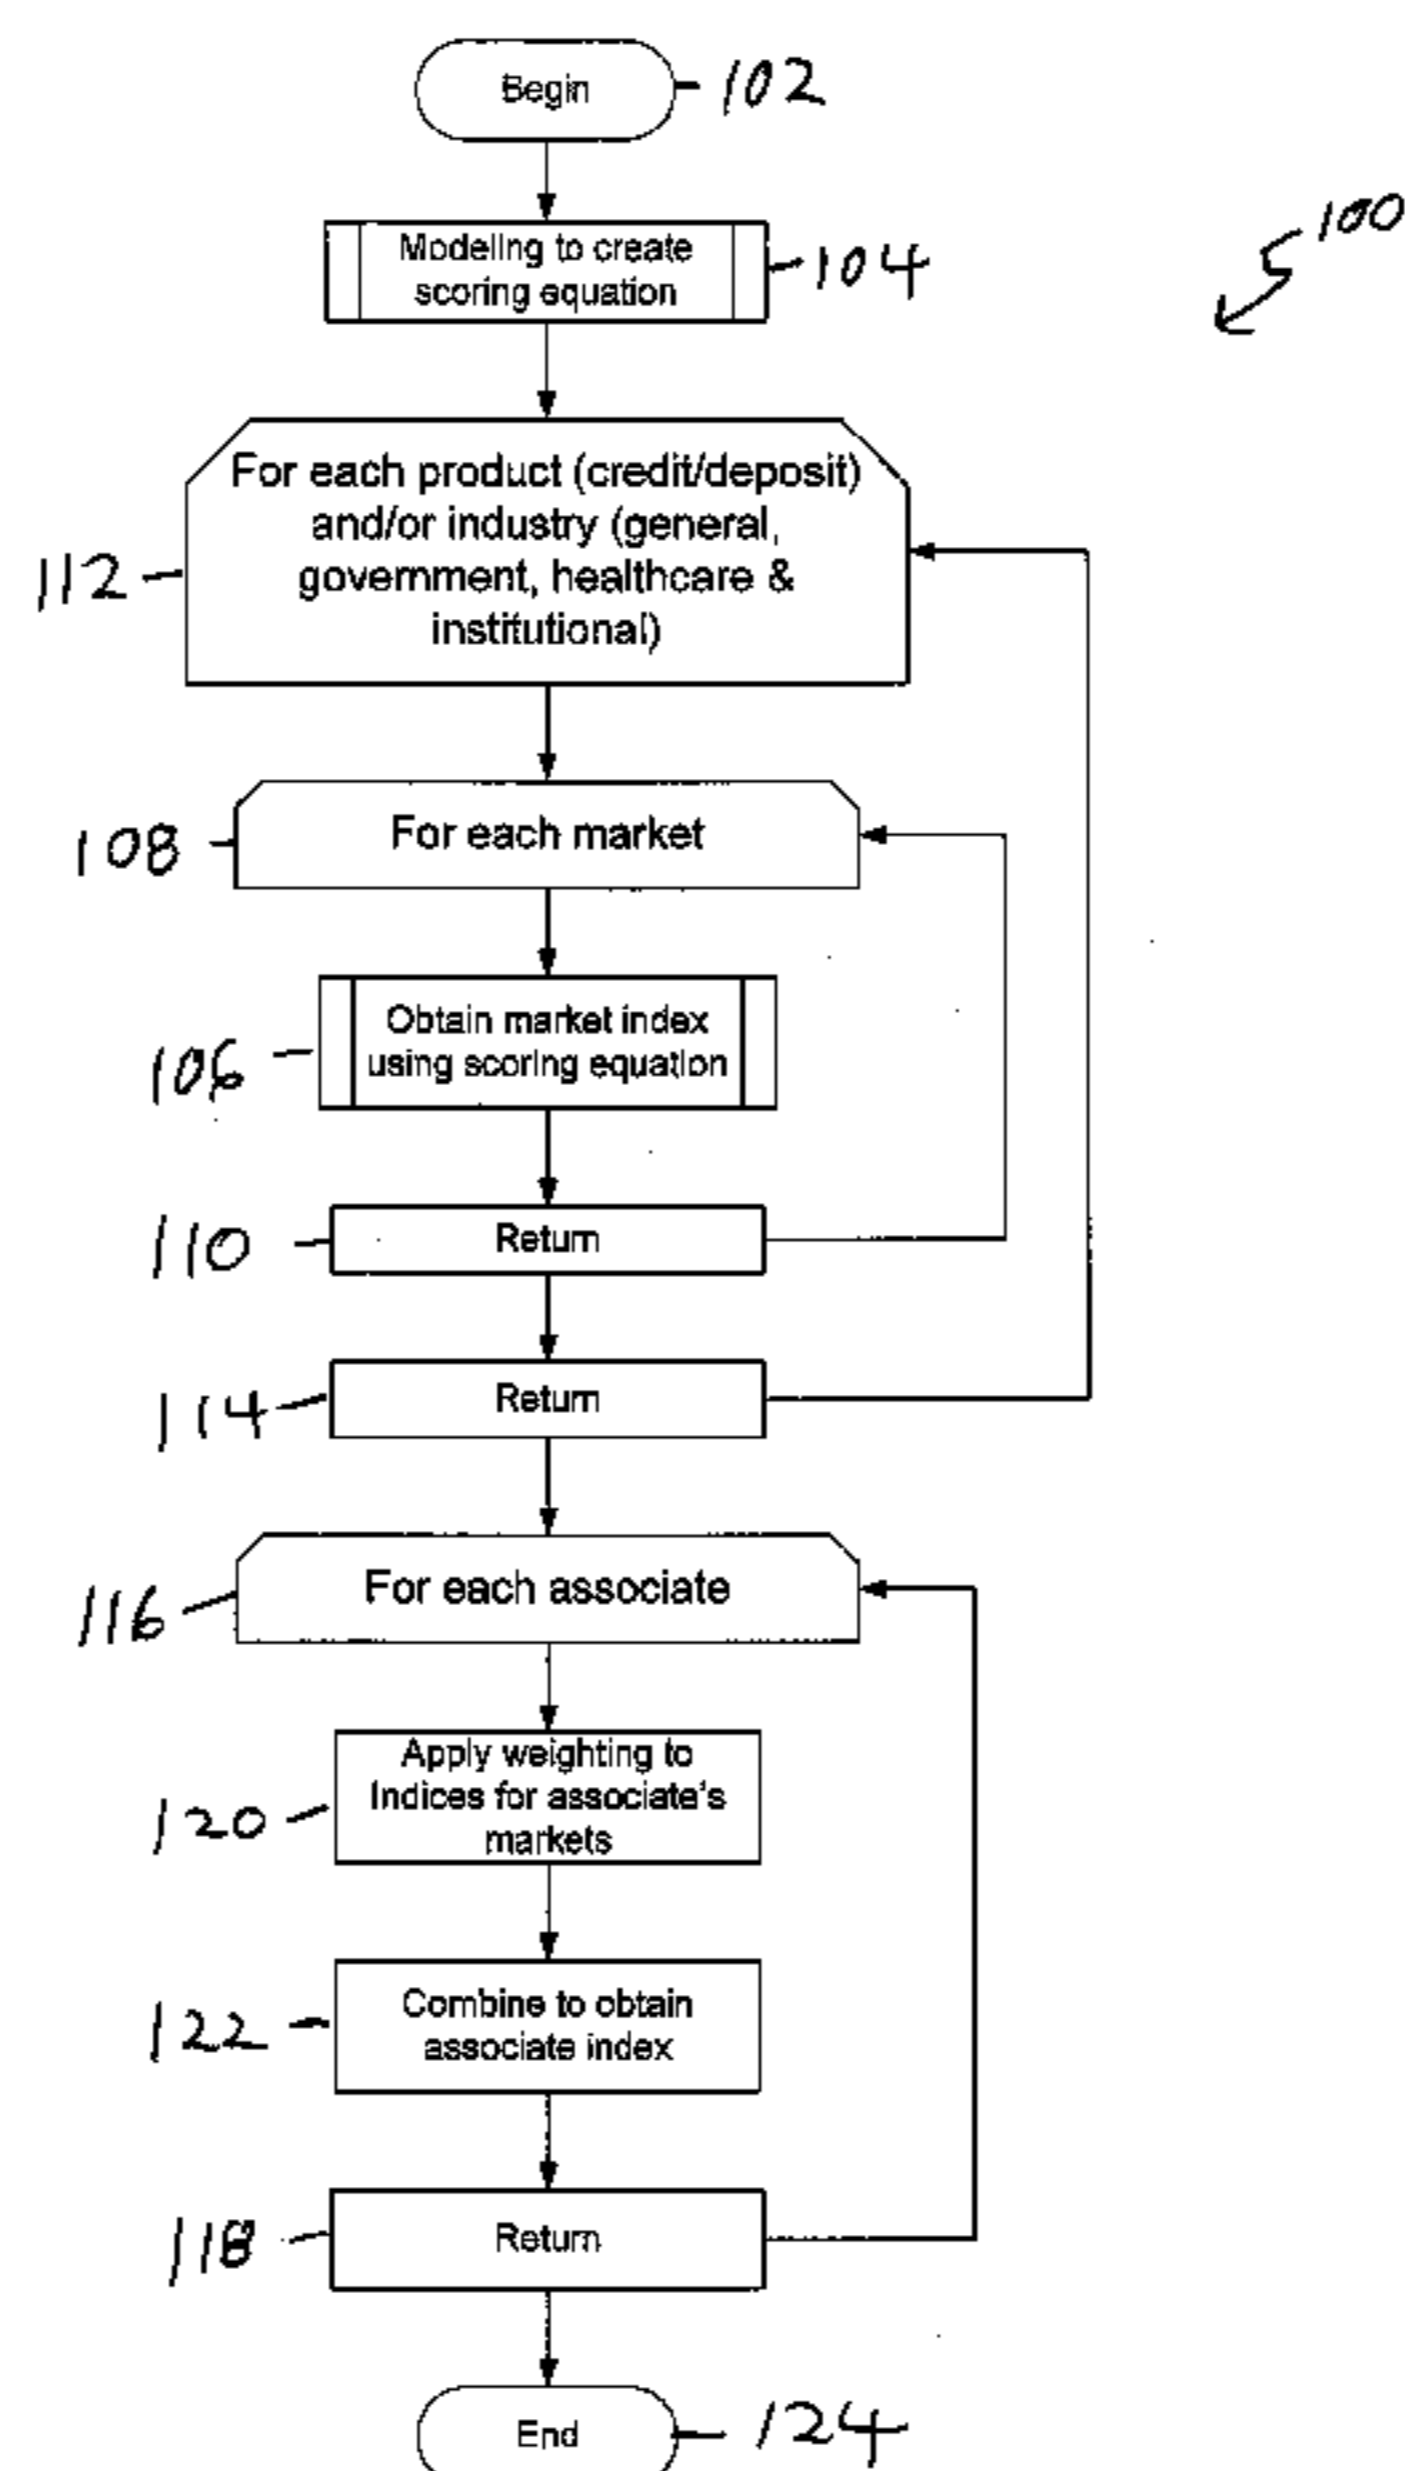 Begin
102
100
Modeling to create
scoring equation
104
For each product (credit/deposit)
and/or industry (general,
government, healthcare &
institutional)
112
For each market
108
Obtain market index
using scoring equation
106
Return
110
Return
114
For each associate
116
Apply weighting to
Indices for associate's
markets
120
Combine to obtain
associate index
122
Return
118
End
124